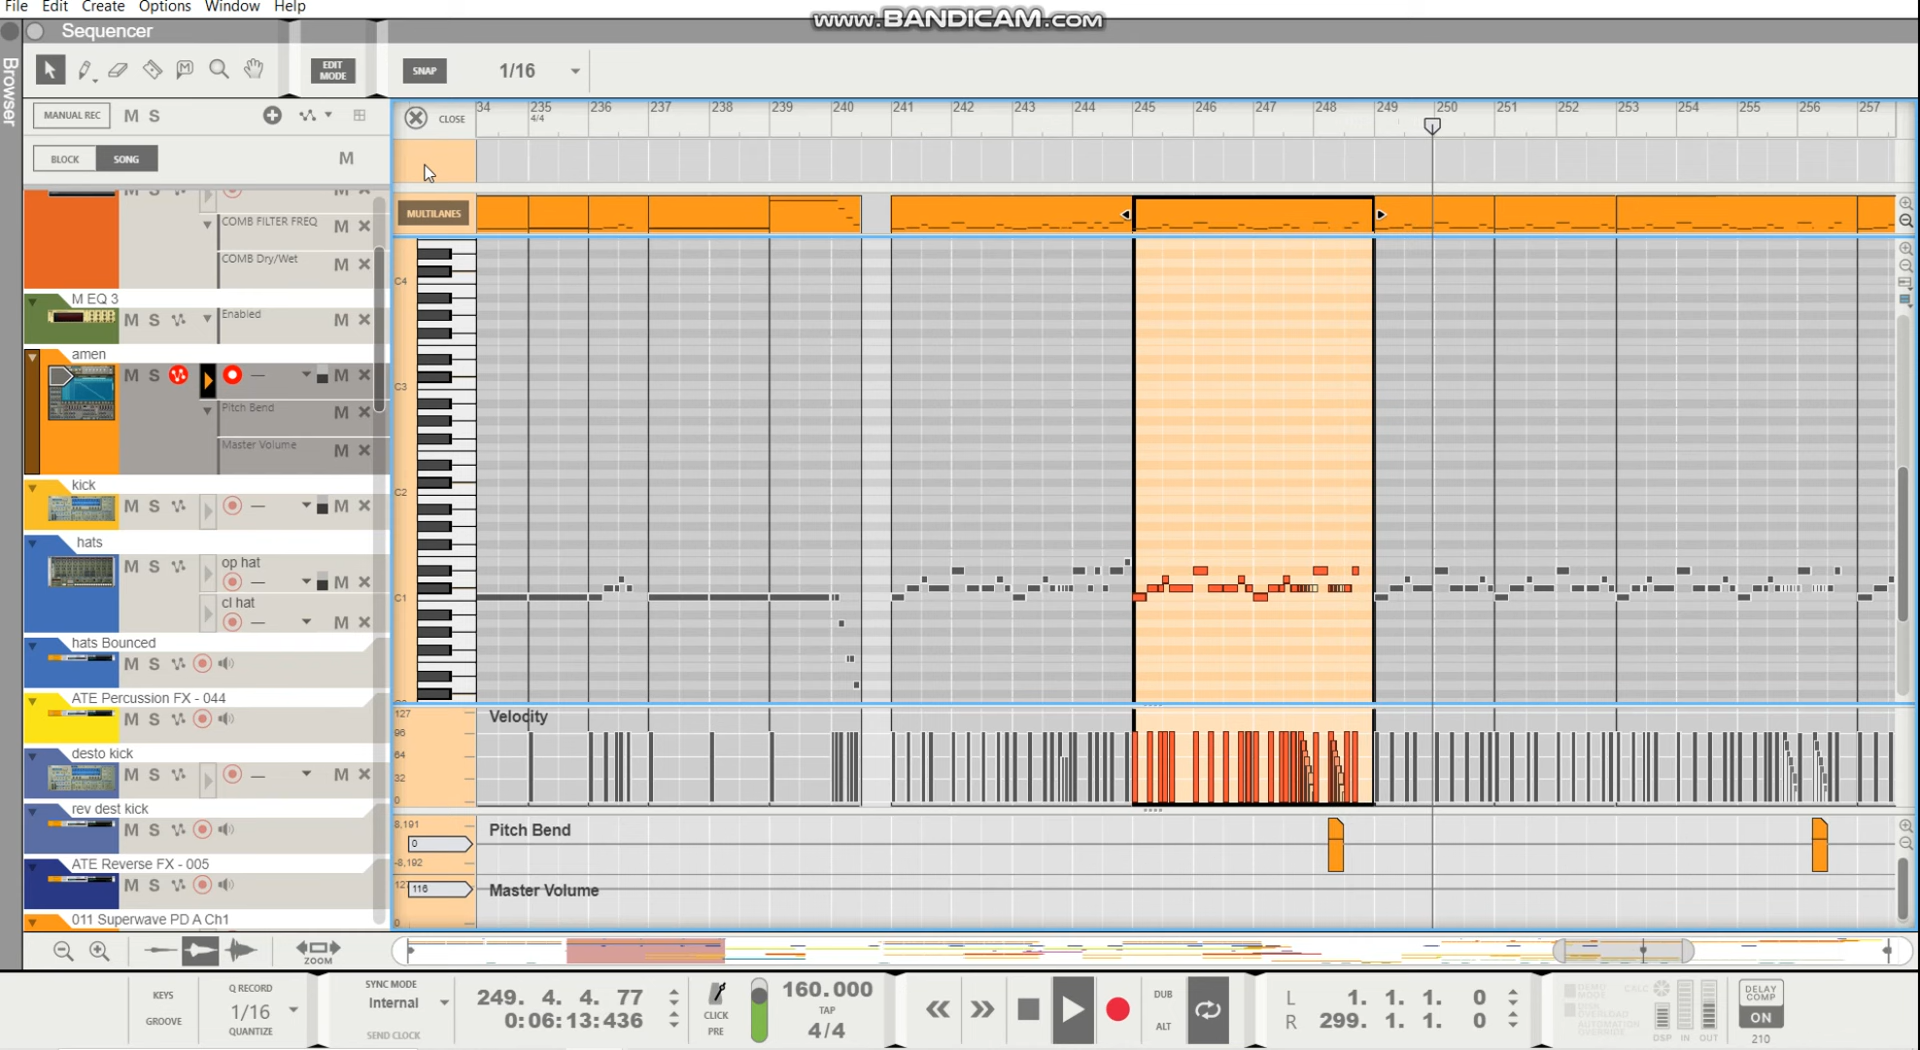 File Edit Create Options Window Help
www.BANDICAM.com
Sequencer
Browser
EDIT MODE
SNAP
1/16
MANUAL REC M S
CLOSE
34 235 236 237 238 239 240 241 242 243 244 245 246 247 248 249 250 251 252 253 254 255 256 257
4/4
BLOCK SONG M
MULTILANES
COMB FILTER FREQ M
COMB Dry/Wet M
M EQ 3
M S Enabled M
amen
M S M
Pitch Bend M
Master Volume M
kick
M S M
hats
M S op hat M
cl hat M
hats Bounced
M S
ATE Percussion FX - 044
M S
desto kick
M S M
rev dest kick
M S
ATE Reverse FX - 005
M S
011 Superwave PD A Ch1
C4
C3
C2
C1
127
96
64
32
0
Velocity
8,191
0
-8,192
Pitch Bend
116
0
Master Volume
ZOOM
KEYS
GROOVE
Q RECORD
1/16
QUANTIZE
SYNC MODE
Internal
SEND CLOCK
249. 4. 4. 77
0:06:13:436
CLICK
PRE
160.000
TAP
4/4
DUB
ALT
L 1. 1. 1. 0
R 299. 1. 1. 0
CALC
DSP IN OUT
DELAY COMP
ON
210